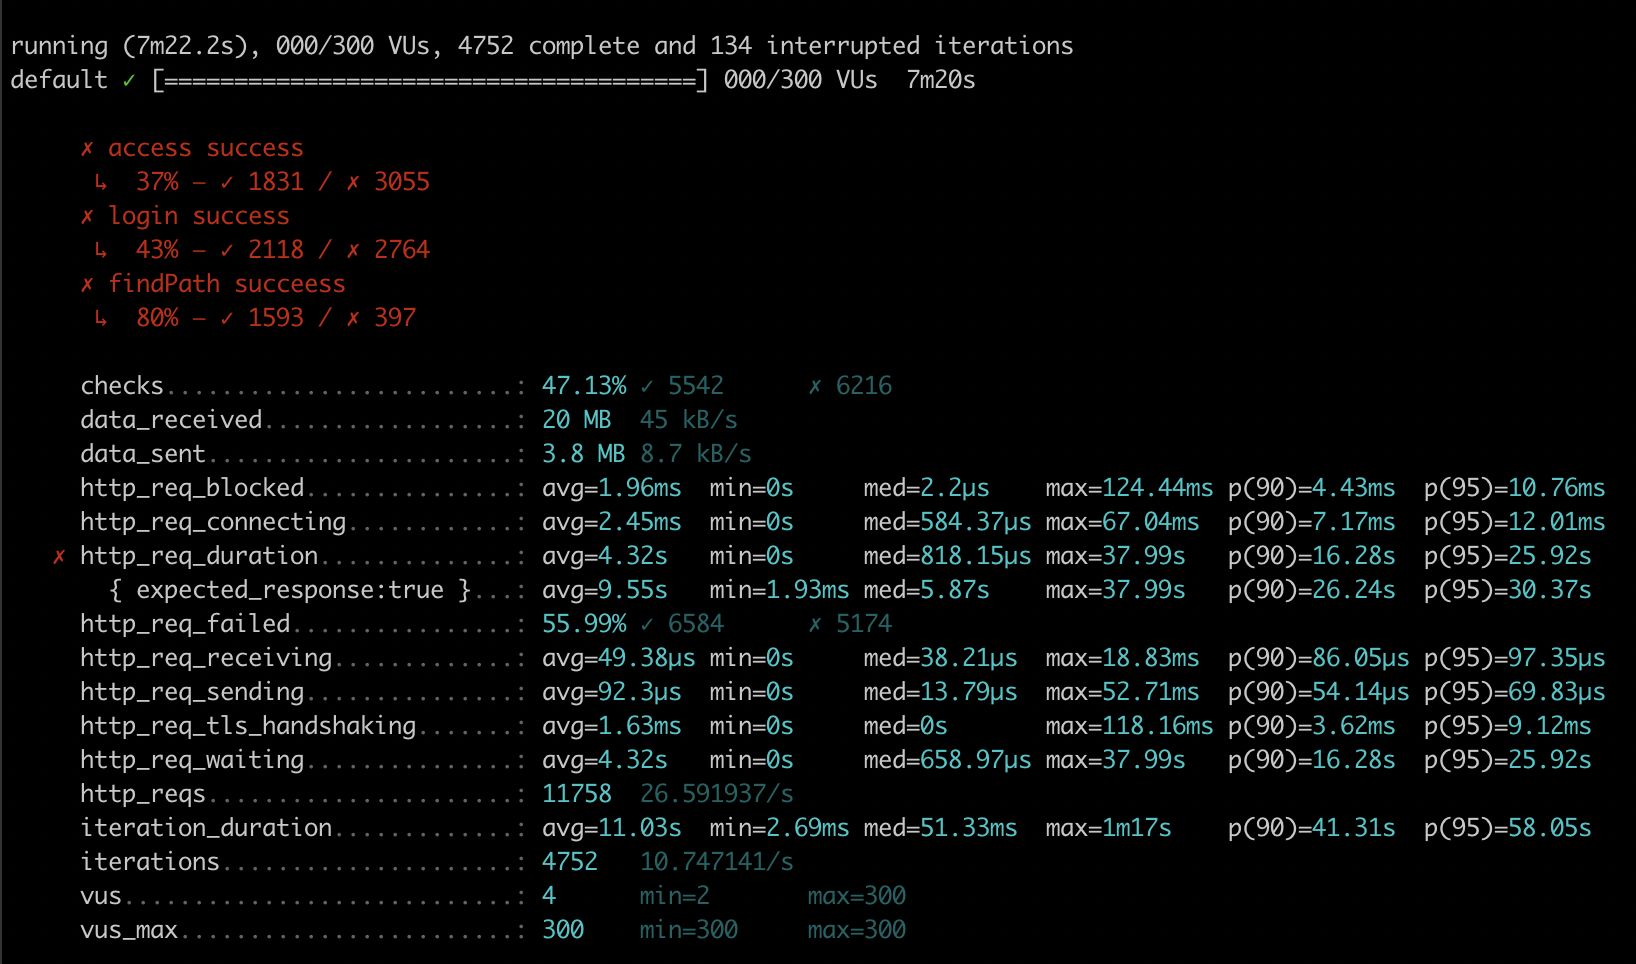 running (7m22.2s), 000/300 VUs, 4752 complete and 134 interrupted iterations
default ✓ [======================================] 000/300 VUs  7m20s
✗ access success
↳  37% — ✓ 1831 / ✗ 3055
✗ login success
↳  43% — ✓ 2118 / ✗ 2764
✗ findPath succeess
↳  80% — ✓ 1593 / ✗ 397
checks.........................: 47.13% ✓ 5542      ✗ 6216
data_received..................: 20 MB  45 kB/s
data_sent......................: 3.8 MB 8.7 kB/s
http_req_blocked...............: avg=1.96ms  min=0s     med=2.2µs    max=124.44ms p(90)=4.43ms  p(95)=10.76ms
http_req_connecting............: avg=2.45ms  min=0s     med=584.37µs max=67.04ms  p(90)=7.17ms  p(95)=12.01ms
✗ http_req_duration..............: avg=4.32s   min=0s     med=818.15µs max=37.99s   p(90)=16.28s  p(95)=25.92s
{ expected_response:true }...: avg=9.55s   min=1.93ms med=5.87s    max=37.99s   p(90)=26.24s  p(95)=30.37s
http_req_failed................: 55.99% ✓ 6584      ✗ 5174
http_req_receiving.............: avg=49.38µs min=0s     med=38.21µs  max=18.83ms  p(90)=86.05µs p(95)=97.35µs
http_req_sending...............: avg=92.3µs  min=0s     med=13.79µs  max=52.71ms  p(90)=54.14µs p(95)=69.83µs
http_req_tls_handshaking.......: avg=1.63ms  min=0s     med=0s       max=118.16ms p(90)=3.62ms  p(95)=9.12ms
http_req_waiting...............: avg=4.32s   min=0s     med=658.97µs max=37.99s   p(90)=16.28s  p(95)=25.92s
http_reqs......................: 11758  26.591937/s
iteration_duration.............: avg=11.03s  min=2.69ms med=51.33ms  max=1m17s    p(90)=41.31s  p(95)=58.05s
iterations.....................: 4752   10.747141/s
vus............................: 4      min=2       max=300
vus_max........................: 300    min=300     max=300